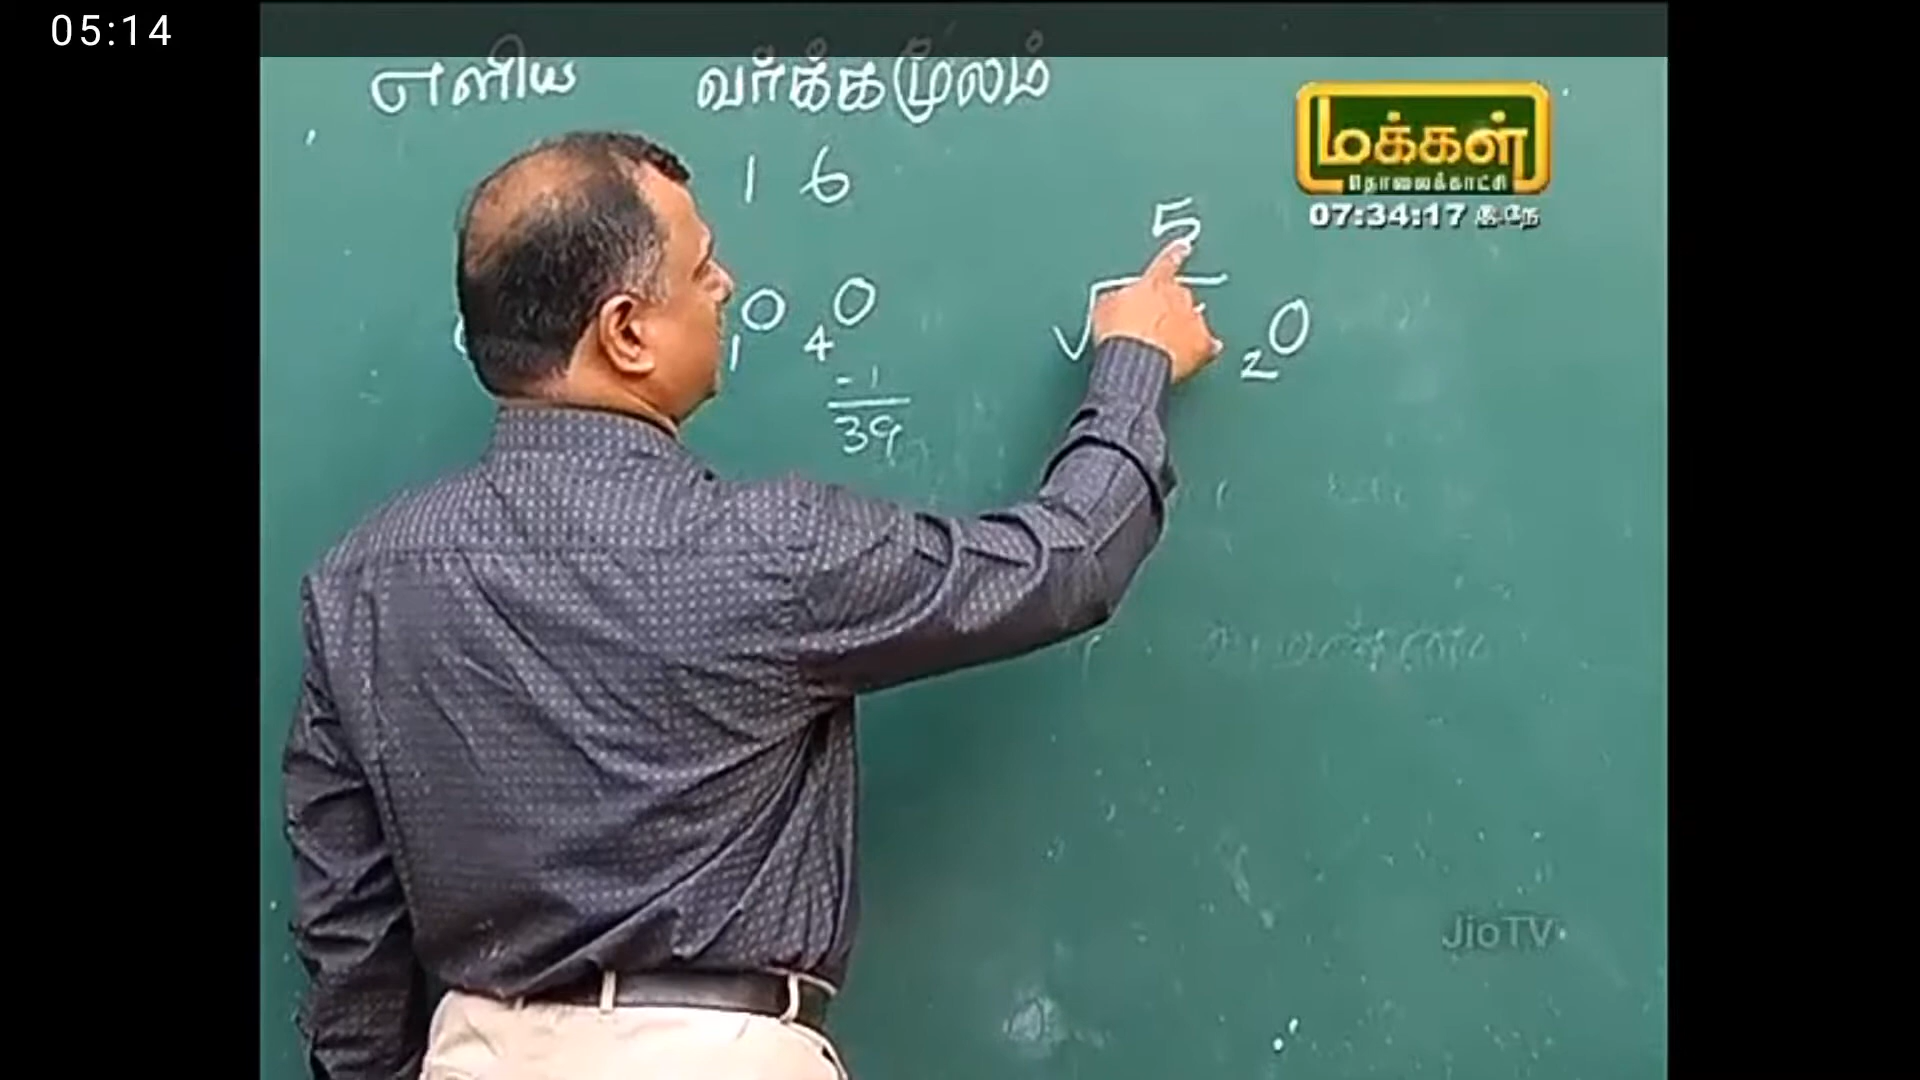 05:14
எளிய வர்க்கமூலம்
மக்கள்
தொலைக்காட்சி
07:34:17 இ.நே
1 6
5
1 0 4 0
√ 2 0
- 1
39
JioTV